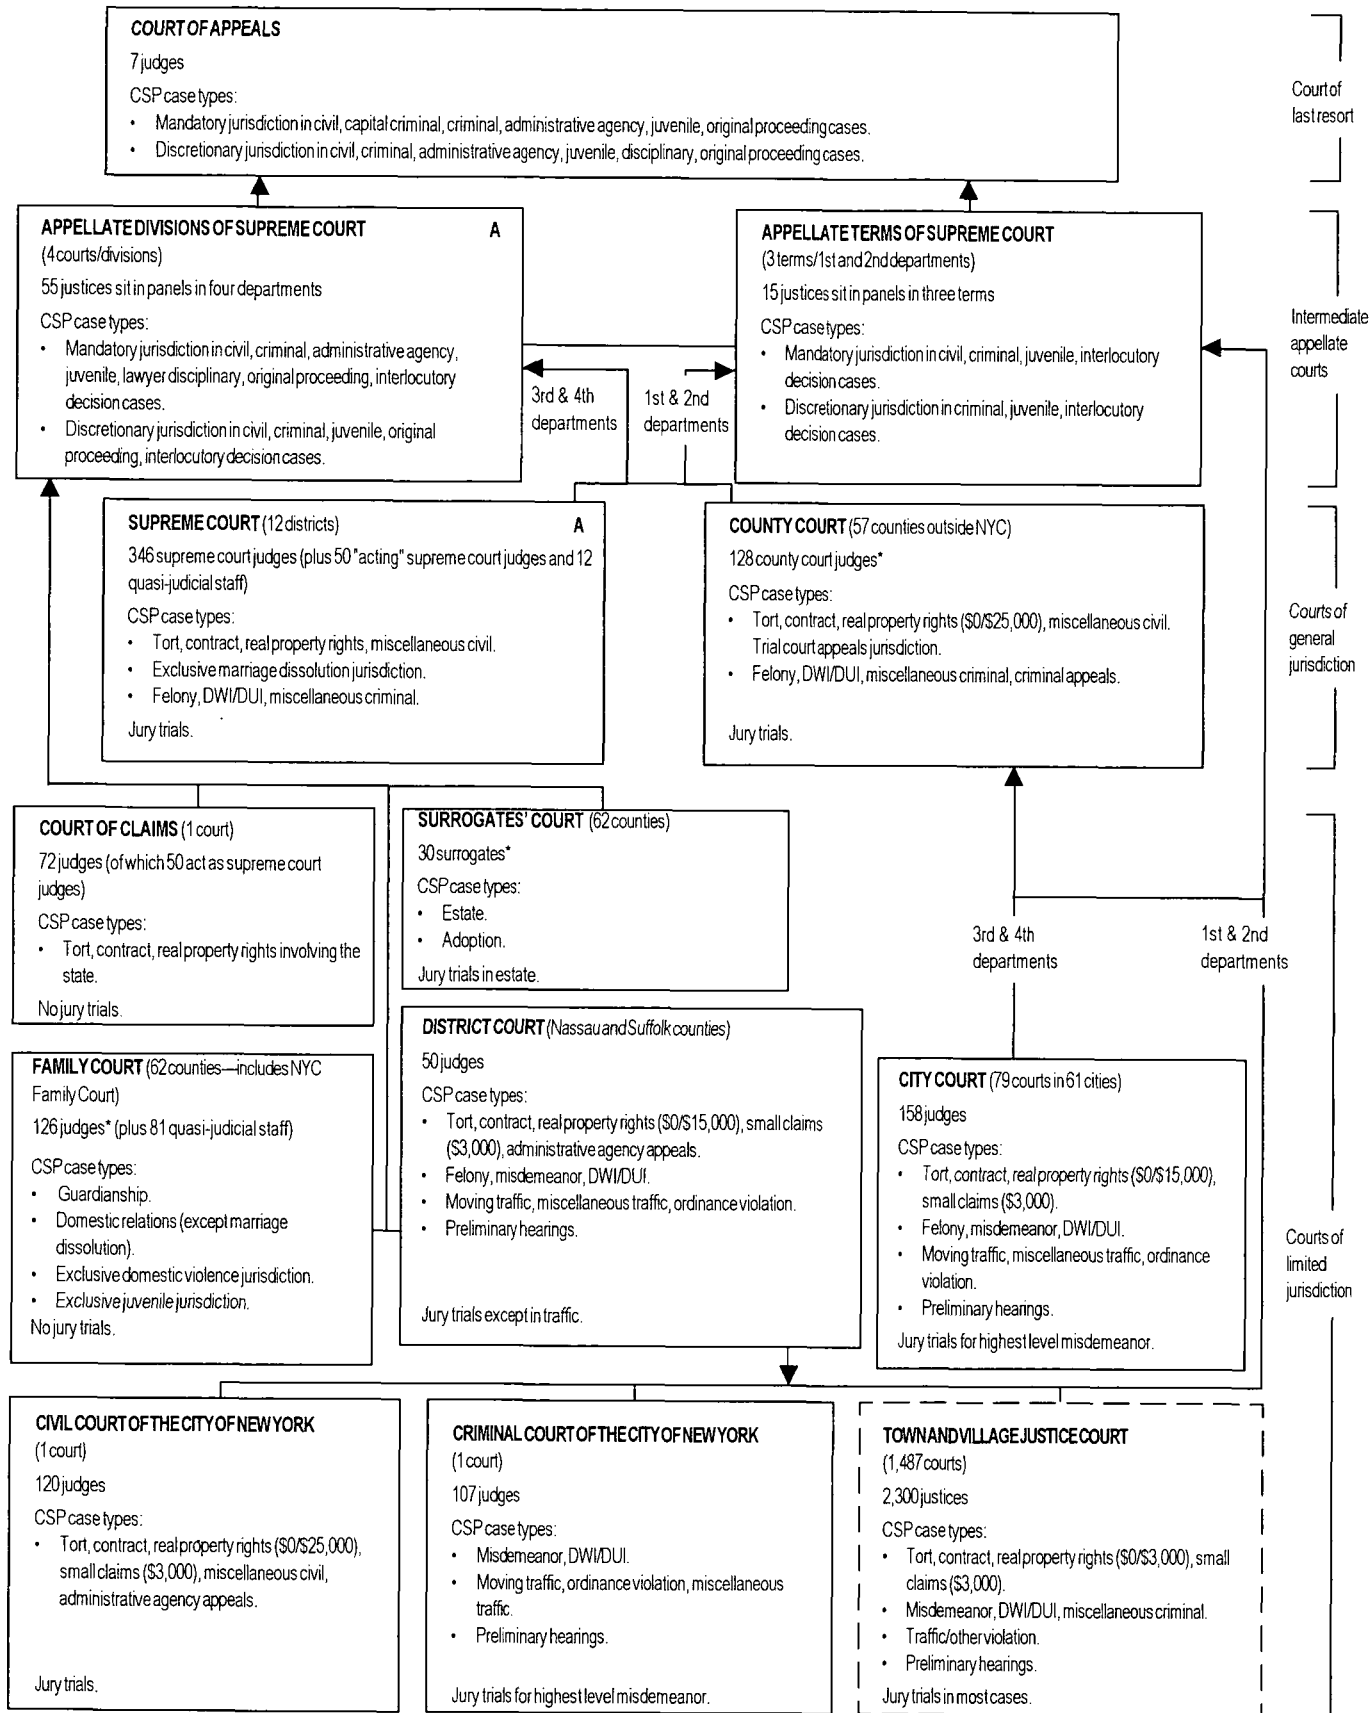 COURT OF APPEALS
7 judges
CSP case types:
• Mandatory jurisdiction in civil, capital criminal, criminal, administrative agency, juvenile, original proceeding cases.
• Discretionary jurisdiction in civil, criminal, administrative agency, juvenile, disciplinary, original proceeding cases.
Court of
last resort
APPELLATE DIVISIONS OF SUPREME COURT A
(4 courts/divisions)
55 justices sit in panels in four departments
CSP case types:
• Mandatory jurisdiction in civil, criminal, administrative agency,
juvenile, lawyer disciplinary, original proceeding, interlocutory
decision cases.
• Discretionary jurisdiction in civil, criminal, juvenile, original
proceeding, interlocutory decision cases.
3rd & 4th
departments
1st & 2nd
departments
APPELLATE TERMS OF SUPREME COURT
(3 terms/1st and 2nd departments)
15 justices sit in panels in three terms
CSP case types:
• Mandatory jurisdiction in civil, criminal, juvenile, interlocutory
decision cases.
• Discretionary jurisdiction in criminal, juvenile, interlocutory
decision cases.
Intermediate
appellate
courts
SUPREME COURT (12 districts) A
346 supreme court judges (plus 50 "acting" supreme court judges and 12
quasi-judicial staff)
CSP case types:
• Tort, contract, real property rights, miscellaneous civil.
• Exclusive marriage dissolution jurisdiction.
• Felony, DWI/DUI, miscellaneous criminal.
Jury trials.
COUNTY COURT (57 counties outside NYC)
128 county court judges*
CSP case types:
• Tort, contract, real property rights ($0/$25,000), miscellaneous civil.
Trial court appeals jurisdiction.
• Felony, DWI/DUI, miscellaneous criminal, criminal appeals.
Jury trials.
Courts of
general
jurisdiction
COURT OF CLAIMS (1 court)
72 judges (of which 50 act as supreme court
judges)
CSP case types:
• Tort, contract, real property rights involving the
state.
No jury trials.
SURROGATES' COURT (62 counties)
30 surrogates*
CSP case types:
• Estate.
• Adoption.
Jury trials in estate.
3rd & 4th
departments
1st & 2nd
departments
FAMILY COURT (62 counties—includes NYC
Family Court)
126 judges* (plus 81 quasi-judicial staff)
CSP case types:
• Guardianship.
• Domestic relations (except marriage
dissolution).
• Exclusive domestic violence jurisdiction.
• Exclusive juvenile jurisdiction.
No jury trials.
DISTRICT COURT (Nassau and Suffolk counties)
50 judges
CSP case types:
• Tort, contract, real property rights ($0/$15,000), small claims
($3,000), administrative agency appeals.
• Felony, misdemeanor, DWI/DUI.
• Moving traffic, miscellaneous traffic, ordinance violation.
• Preliminary hearings.
Jury trials except in traffic.
CITY COURT (79 courts in 61 cities)
158 judges
CSP case types:
• Tort, contract, real property rights ($0/$15,000),
small claims ($3,000).
• Felony, misdemeanor, DWI/DUI.
• Moving traffic, miscellaneous traffic, ordinance
violation.
• Preliminary hearings.
Jury trials for highest level misdemeanor.
Courts of
limited
jurisdiction
CIVIL COURT OF THE CITY OF NEW YORK
(1 court)
120 judges
CSP case types:
• Tort, contract, real property rights ($0/$25,000),
small claims ($3,000), miscellaneous civil,
administrative agency appeals.
Jury trials.
CRIMINAL COURT OF THE CITY OF NEW YORK
(1 court)
107 judges
CSP case types:
• Misdemeanor, DWI/DUI.
• Moving traffic, ordinance violation, miscellaneous
traffic.
• Preliminary hearings.
Jury trials for highest level misdemeanor.
TOWN AND VILLAGE JUSTICE COURT
(1,487 courts)
2,300 justices
CSP case types:
• Tort, contract, real property rights ($0/$3,000), small
claims ($3,000).
• Misdemeanor, DWI/DUI, miscellaneous criminal.
• Traffic/other violation.
• Preliminary hearings.
Jury trials in most cases.